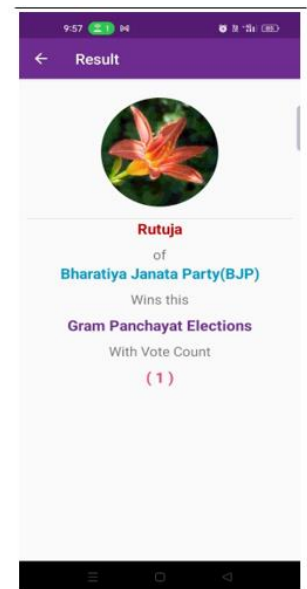 9:57
← Result
Rutuja
of
Bharatiya Janata Party(BJP)
Wins this
Gram Panchayat Elections
With Vote Count
( 1 )